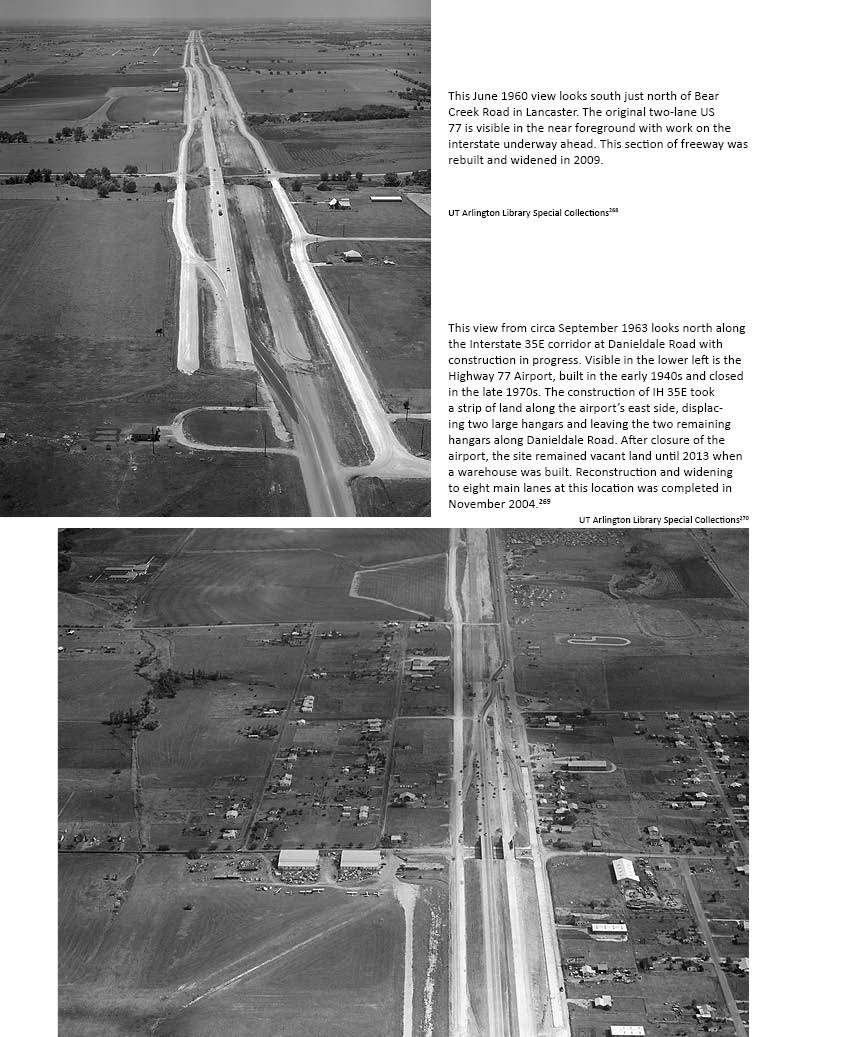 This June 1960 view looks south just north of Bear
Creek Road in Lancaster. The original two-lane US
77 is visible in the near foreground with work on the
interstate underway ahead. This section of freeway was
rebuilt and widened in 2009.
UT Arlington Library Special Collections²⁶⁸
This view from circa September 1963 looks north along
the Interstate 35E corridor at Danieldale Road with
construction in progress. Visible in the lower left is the
Highway 77 Airport, built in the early 1940s and closed
in the late 1970s. The construction of IH 35E took
a strip of land along the airport’s east side, displac-
ing two large hangars and leaving the two remaining
hangars along Danieldale Road. After closure of the
airport, the site remained vacant land until 2013 when
a warehouse was built. Reconstruction and widening
to eight main lanes at this location was completed in
November 2004.²⁶⁹
UT Arlington Library Special Collections²⁷⁰